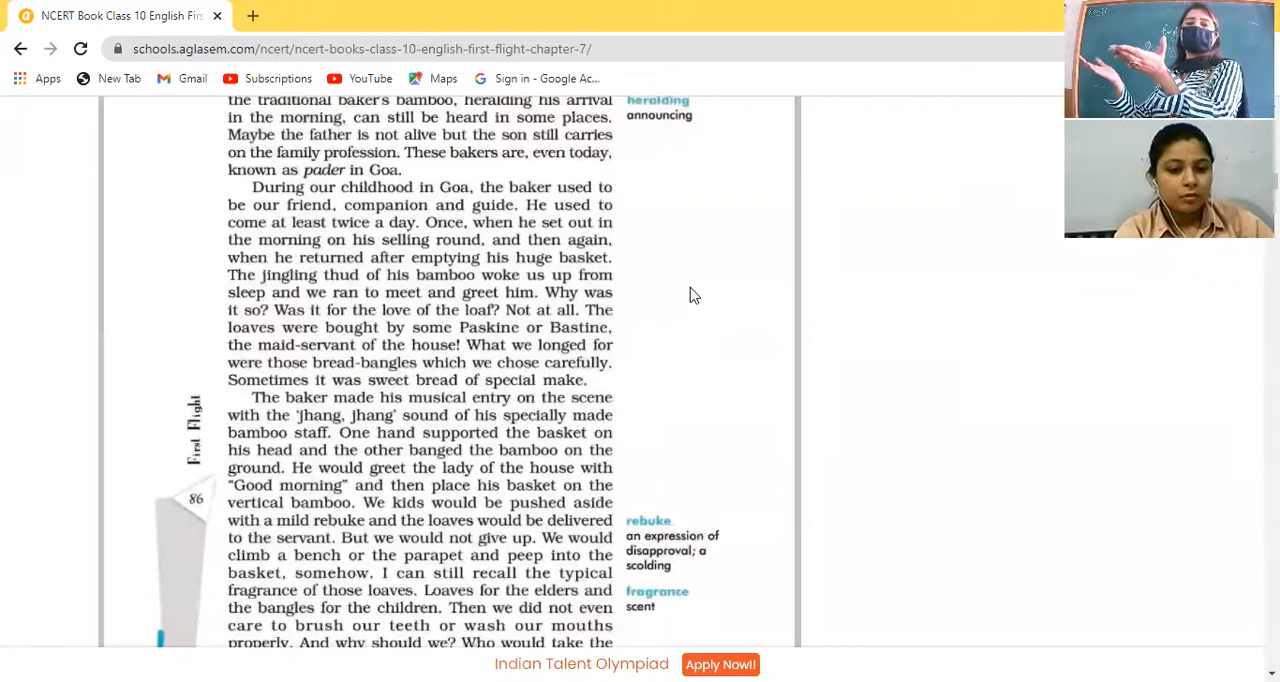 NCERT Book Class 10 English Firs
schools.aglasem.com/ncert/ncert-books-class-10-english-first-flight-chapter-7/
Apps New Tab Gmail Subscriptions YouTube Maps Sign in - Google Ac...
the traditional baker's bamboo, heralding his arrival
in the morning, can still be heard in some places.
Maybe the father is not alive but the son still carries
on the family profession. These bakers are, even today,
known as pader in Goa.
heralding
announcing
During our childhood in Goa, the baker used to
be our friend, companion and guide. He used to
come at least twice a day. Once, when he set out in
the morning on his selling round, and then again,
when he returned after emptying his huge basket.
The jingling thud of his bamboo woke us up from
sleep and we ran to meet and greet him. Why was
it so? Was it for the love of the loaf? Not at all. The
loaves were bought by some Paskine or Bastine,
the maid-servant of the house! What we longed for
were those bread-bangles which we chose carefully.
Sometimes it was sweet bread of special make.
The baker made his musical entry on the scene
with the 'jhang, jhang' sound of his specially made
bamboo staff. One hand supported the basket on
his head and the other banged the bamboo on the
ground. He would greet the lady of the house with
“Good morning” and then place his basket on the
vertical bamboo. We kids would be pushed aside
with a mild rebuke and the loaves would be delivered
to the servant. But we would not give up. We would
climb a bench or the parapet and peep into the
basket, somehow. I can still recall the typical
fragrance of those loaves. Loaves for the elders and
the bangles for the children. Then we did not even
care to brush our teeth or wash our mouths
properly. And why should we? Who would take the
rebuke
an expression of
disapproval; a
scolding
fragrance
scent
First Flight
86
Indian Talent Olympiad Apply Now!!